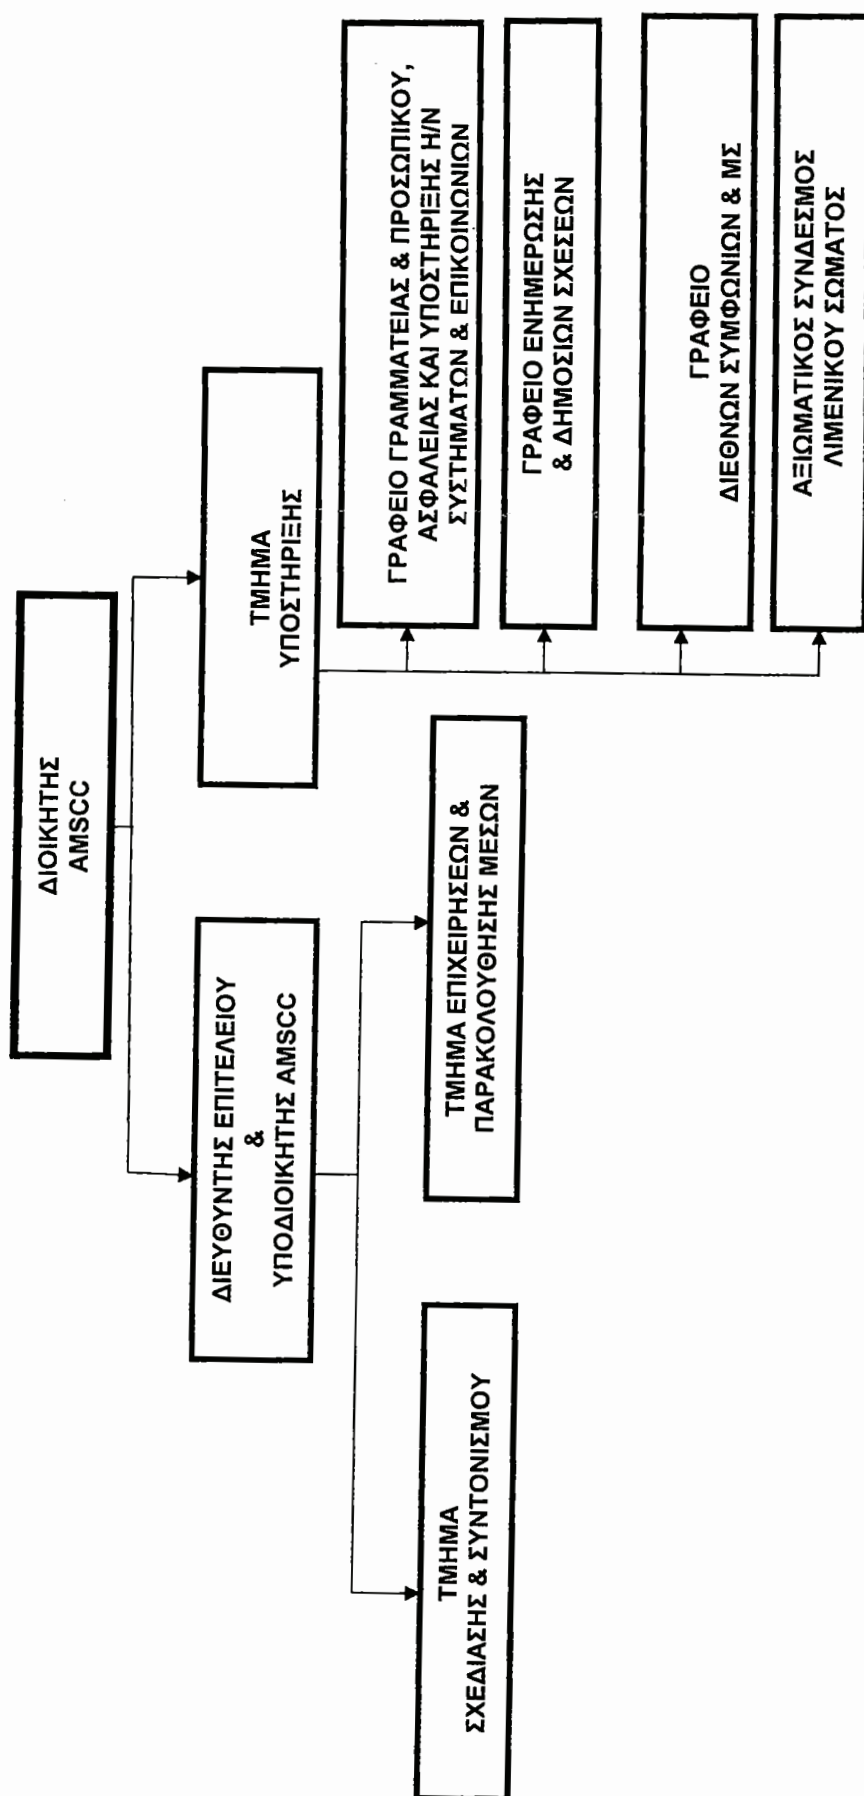 ΔΙΟΙΚΗΤΗΣ
AMSCC
ΔΙΕΥΘΥΝΤΗΣ ΕΠΙΤΕΛΕΙΟΥ
&
ΥΠΟΔΙΟΙΚΗΤΗΣ AMSCC
ΤΜΗΜΑ
ΥΠΟΣΤΗΡΙΞΗΣ
ΤΜΗΜΑ
ΣΧΕΔΙΑΣΗΣ & ΣΥΝΤΟΝΙΣΜΟΥ
ΤΜΗΜΑ ΕΠΙΧΕΙΡΗΣΕΩΝ &
ΠΑΡΑΚΟΛΟΥΘΗΣΗΣ ΜΕΣΩΝ
ΓΡΑΦΕΙΟ ΓΡΑΜΜΑΤΕΙΑΣ & ΠΡΟΣΩΠΙΚΟΥ,
ΑΣΦΑΛΕΙΑΣ ΚΑΙ ΥΠΟΣΤΗΡΙΞΗΣ Η/Ν
ΣΥΣΤΗΜΑΤΩΝ & ΕΠΙΚΟΙΝΩΝΙΩΝ
ΓΡΑΦΕΙΟ ΕΝΗΜΕΡΩΣΗΣ
& ΔΗΜΟΣΙΩΝ ΣΧΕΣΕΩΝ
ΓΡΑΦΕΙΟ
ΔΙΕΘΝΩΝ ΣΥΜΦΩΝΙΩΝ & ΜΣ
ΑΞΙΩΜΑΤΙΚΟΣ ΣΥΝΔΕΣΜΟΣ
ΛΙΜΕΝΙΚΟΥ ΣΩΜΑΤΟΣ